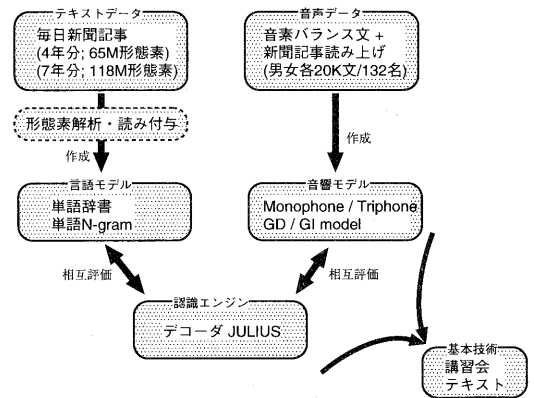 テキストデータ
毎日新聞記事
(4年分; 65M形態素)
(7年分; 118M形態素)
音声データ
音素バランス文 +
新聞記事読み上げ
(男女各20K文/132名)
形態素解析・読み付与
作成
作成
言語モデル
単語辞書
単語N-gram
音響モデル
Monophone / Triphone
GD / GI model
相互評価
相互評価
認識エンジン
デコーダ JULIUS
基本技術
講習会
テキスト